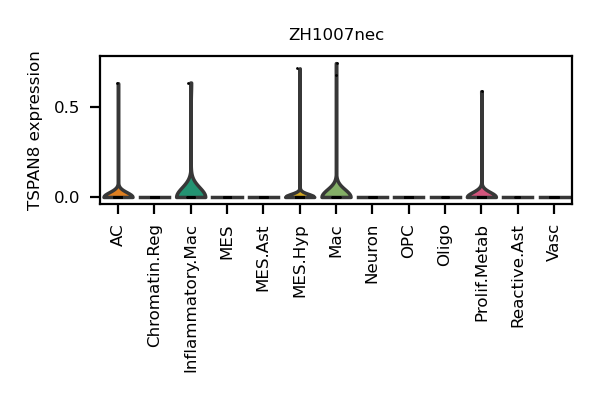 ZH1007nec
TSPAN8 expression
0.5
0.0
AC
Chromatin.Reg
Inflammatory.Mac
MES
MES.Ast
MES.Hyp
Mac
Neuron
OPC
Oligo
Prolif.Metab
Reactive.Ast
Vasc